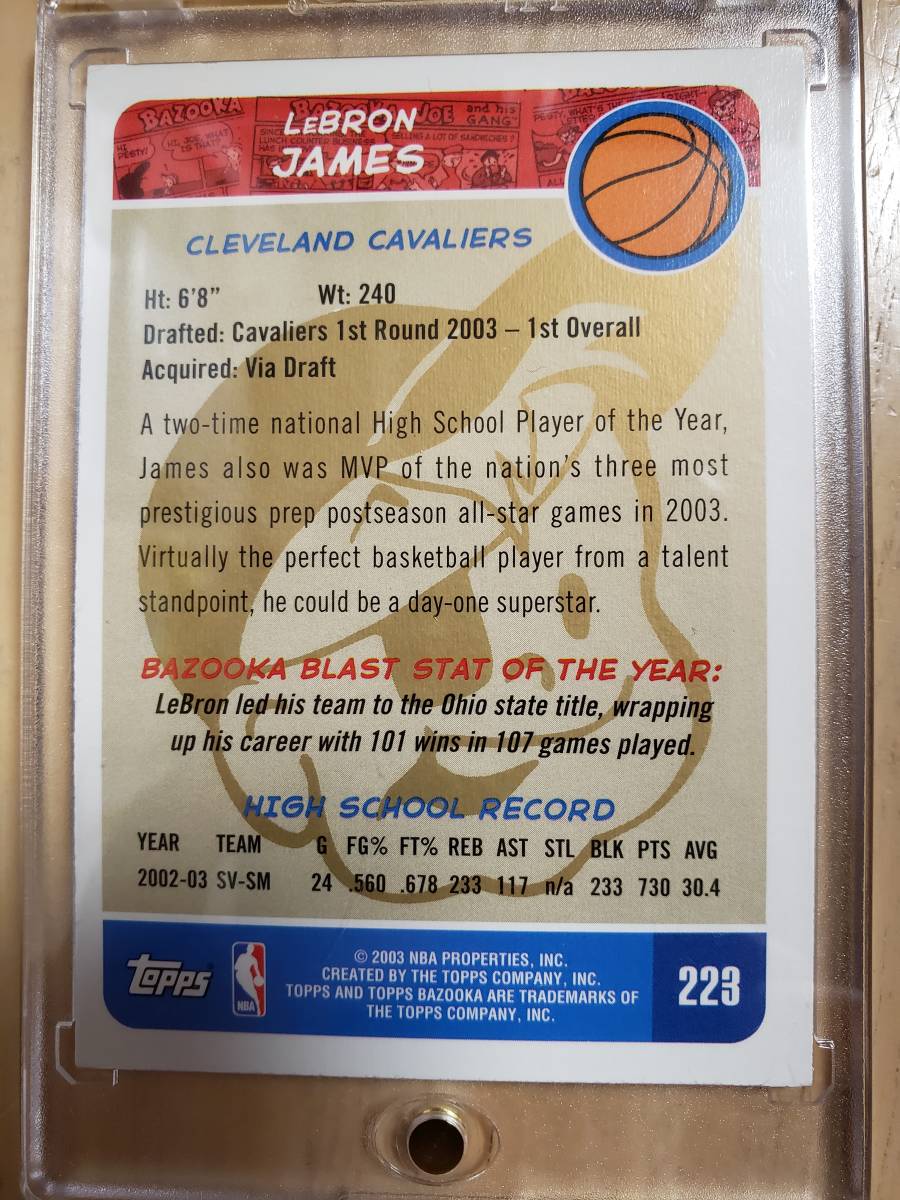 BAZOOKA
BAZOOKA JOE and his GANG
LEBRON
JAMES
CLEVELAND CAVALIERS
Ht: 6'8" Wt: 240
Drafted: Cavaliers 1st Round 2003 – 1st Overall
Acquired: Via Draft
A two-time national High School Player of the Year,
James also was MVP of the nation's three most
prestigious prep postseason all-star games in 2003.
Virtually the perfect basketball player from a talent
standpoint, he could be a day-one superstar.
BAZOOKA BLAST STAT OF THE YEAR:
LeBron led his team to the Ohio state title, wrapping
up his career with 101 wins in 107 games played.
HIGH SCHOOL RECORD
YEAR TEAM G FG% FT% REB AST STL BLK PTS AVG
2002-03 SV-SM 24 .560 .678 233 117 n/a 233 730 30.4
TOPPS
NBA
© 2003 NBA PROPERTIES, INC.
CREATED BY THE TOPPS COMPANY, INC.
TOPPS AND TOPPS BAZOOKA ARE TRADEMARKS OF
THE TOPPS COMPANY, INC.
223